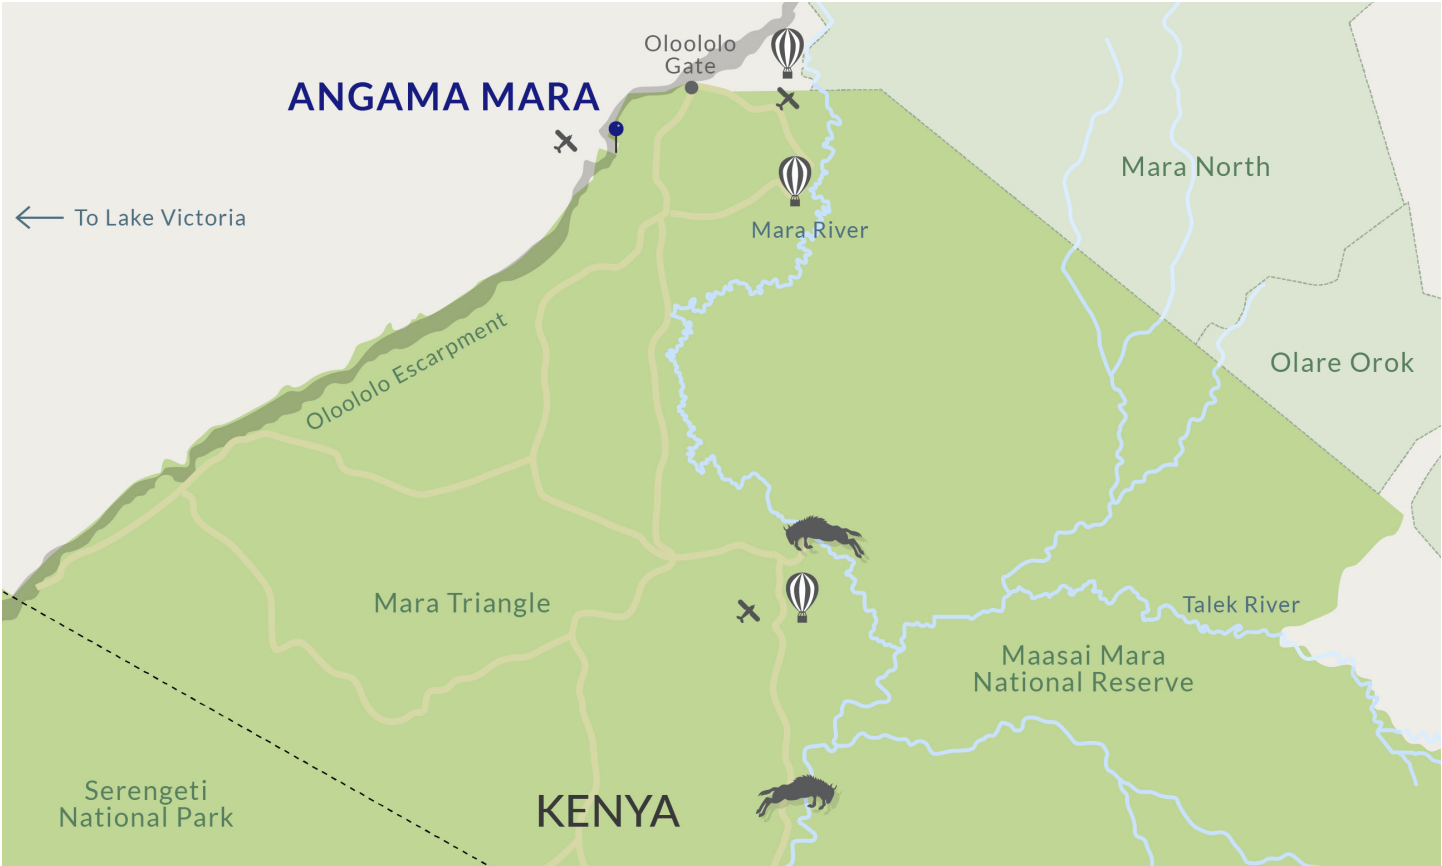 Oloololo
Gate
ANGAMA MARA
Mara North
To Lake Victoria
Mara River
Oloololo Escarpment
Olare Orok
Mara Triangle
Talek River
Maasai Mara
National Reserve
Serengeti
National Park
KENYA